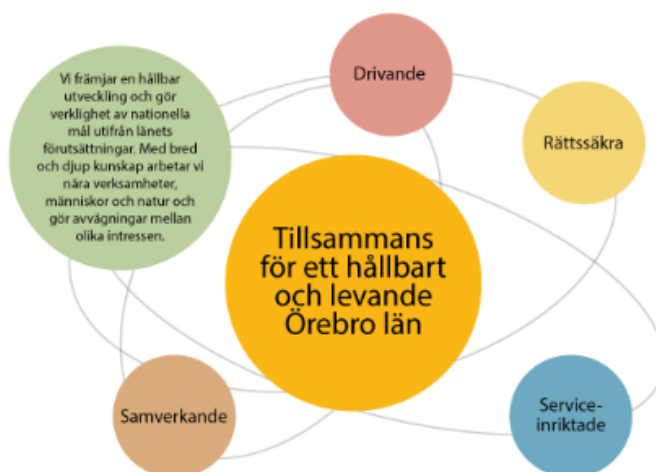 Vi främjar en hållbar
utveckling och gör
verklighet av nationella
mål utifrån länets
förutsättningar. Med bred
och djup kunskap arbetar vi
nära verksamheter,
människor och natur och
gör avvägningar mellan
olika intressen.
Drivande
Rättssäkra
Tillsammans
för ett hållbart
och levande
Örebro län
Samverkande
Service-
inriktade